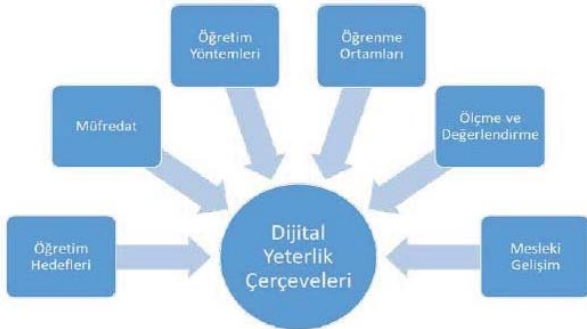 Öğretim
Yöntemleri
Öğrenme
Ortamları
Müfredat
Ölçme ve
Değerlendirme
Öğretim
Hedefleri
Dijital
Yeterlik
Çerçeveleri
Mesleki
Gelişim